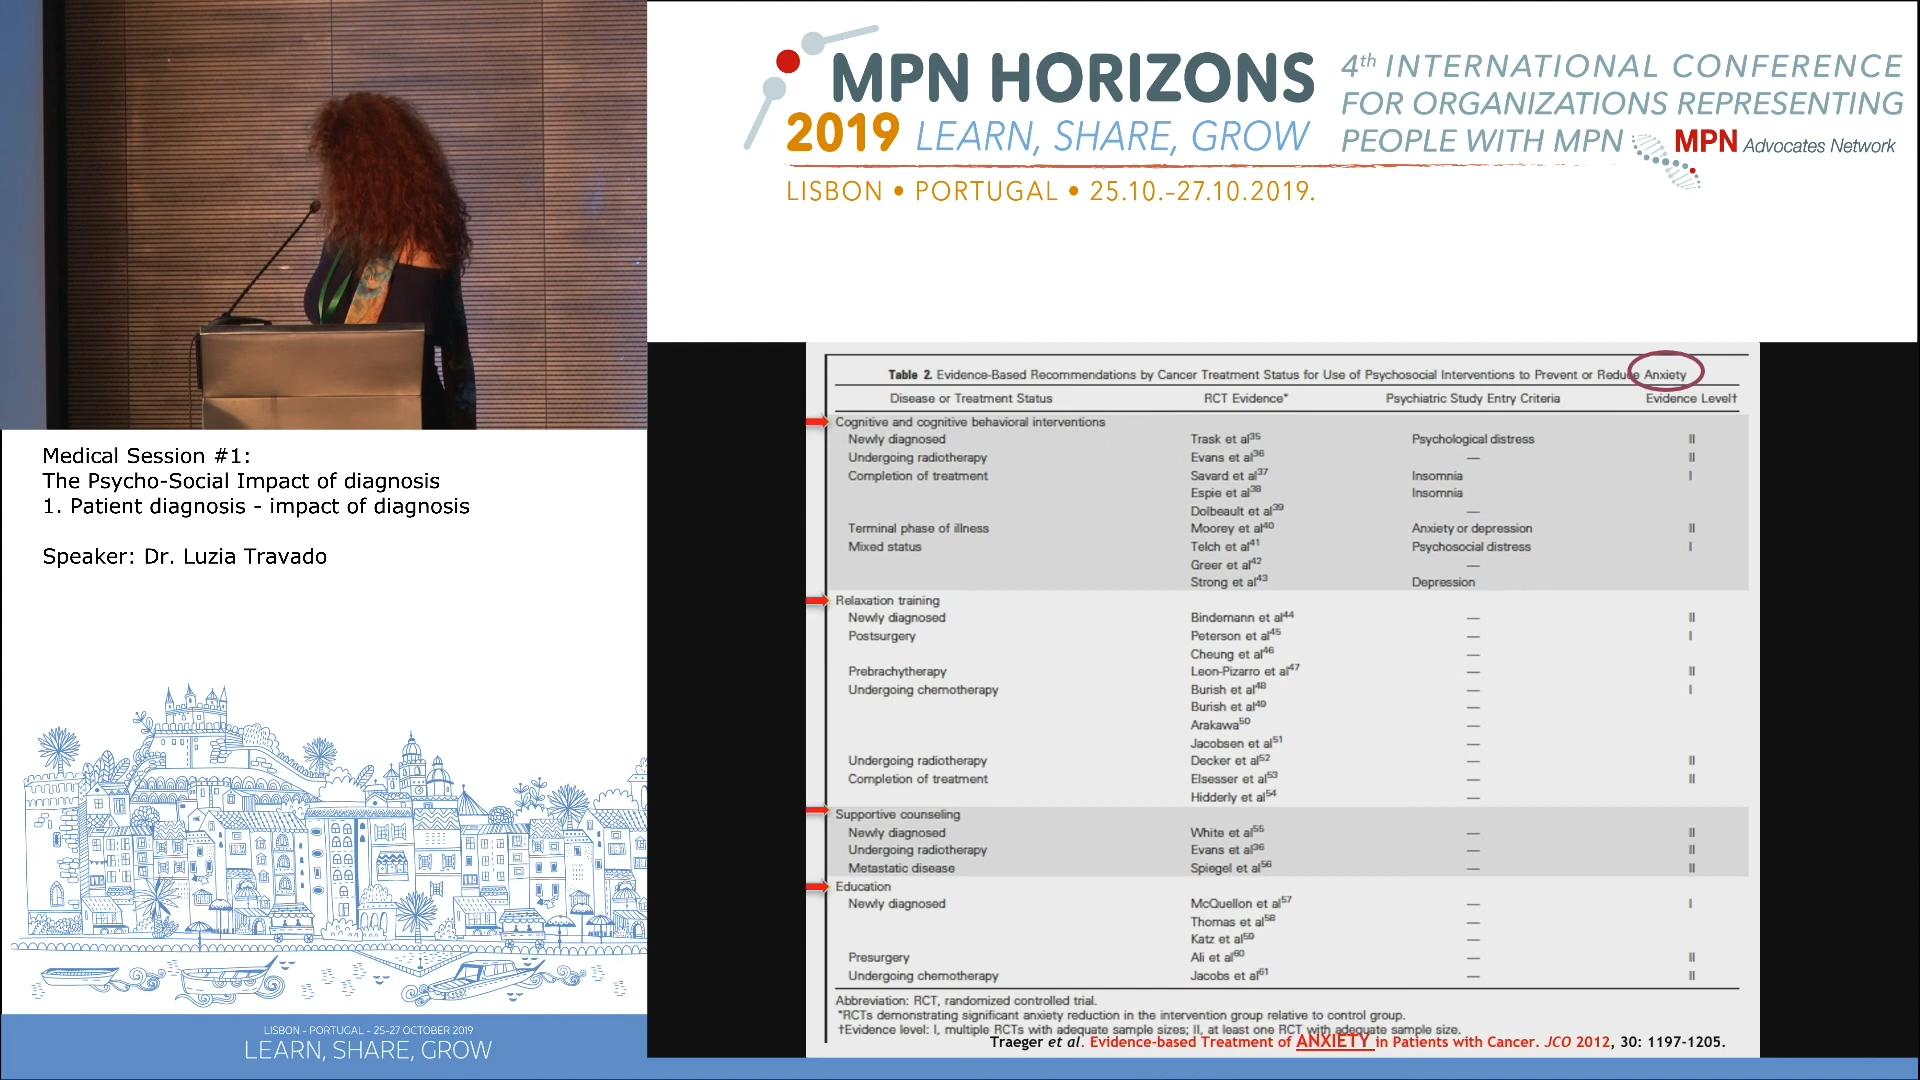 MPN HORIZONS
2019 LEARN, SHARE, GROW
LISBON • PORTUGAL • 25.10.-27.10.2019.
4th INTERNATIONAL CONFERENCE
FOR ORGANIZATIONS REPRESENTING
PEOPLE WITH MPN
MPN Advocates Network
Medical Session #1:
The Psycho-Social Impact of diagnosis
1. Patient diagnosis - impact of diagnosis
Speaker: Dr. Luzia Travado
LISBON - PORTUGAL - 25-27 OCTOBER 2019
LEARN, SHARE, GROW
Table 2. Evidence-Based Recommendations by Cancer Treatment Status for Use of Psychosocial Interventions to Prevent or Reduce Anxiety
Disease or Treatment Status RCT Evidence* Psychiatric Study Entry Criteria Evidence Level†
Cognitive and cognitive behavioral interventions
Newly diagnosed Trask et al35 Psychological distress II
Undergoing radiotherapy Evans et al36 — II
Completion of treatment Savard et al37 Insomnia I
Espie et al38 Insomnia
Dolbeault et al39 —
Terminal phase of illness Moorey et al40 Anxiety or depression II
Mixed status Telch et al41 Psychosocial distress I
Greer et al42 —
Strong et al43 Depression
Relaxation training
Newly diagnosed Bindemann et al44 — II
Postsurgery Peterson et al45 — I
Cheung et al46 —
Prebrachytherapy Leon-Pizarro et al47 — II
Undergoing chemotherapy Burish et al48 — I
Burish et al49 —
Arakawa50 —
Jacobsen et al51 —
Undergoing radiotherapy Decker et al52 — II
Completion of treatment Elsesser et al53 — II
Hidderly et al54 —
Supportive counseling
Newly diagnosed White et al55 — II
Undergoing radiotherapy Evans et al36 — II
Metastatic disease Spiegel et al56 — II
Education
Newly diagnosed McQuellon et al57 — I
Thomas et al58 —
Katz et al59 —
Presurgery Ali et al60 — II
Undergoing chemotherapy Jacobs et al61 — II
Abbreviation: RCT, randomized controlled trial.
*RCTs demonstrating significant anxiety reduction in the intervention group relative to control group.
†Evidence level: I, multiple RCTs with adequate sample sizes; II, at least one RCT with adequate sample size.
Traeger et al. Evidence-based Treatment of ANXIETY in Patients with Cancer. JCO 2012, 30: 1197-1205.